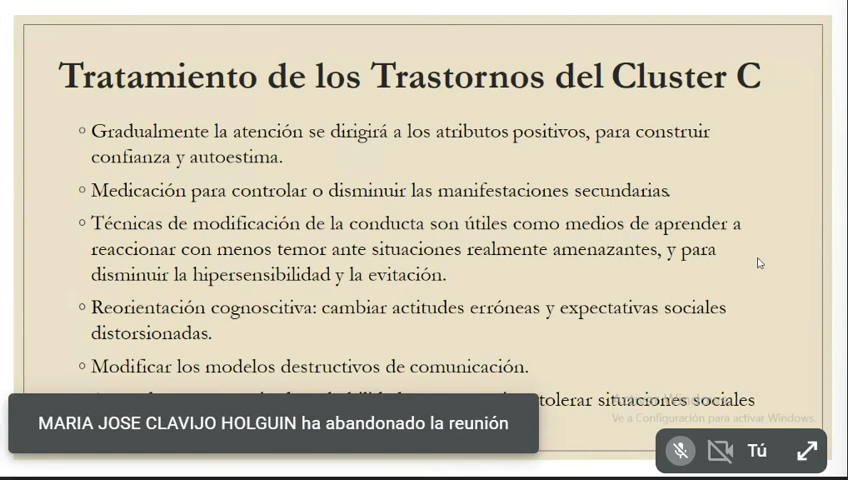 Tratamiento de los Trastornos del Cluster C
Gradualmente la atención se dirigirá a los atributos positivos, para construir
confianza y autoestima.
Medicación para controlar o disminuir las manifestaciones secundarias.
Técnicas de modificación de la conducta son útiles como medios de aprender a
reaccionar con menos temor ante situaciones realmente amenazantes, y para
disminuir la hipersensibilidad y la evitación.
Reorientación cognoscitiva: cambiar actitudes erróneas y expectativas sociales
distorsionadas.
Modificar los modelos destructivos de comunicación.
tolerar situaciones sociales
Ve a Configuración para activar Windows.
MARIA JOSE CLAVIJO HOLGUIN ha abandonado la reunión
Tú